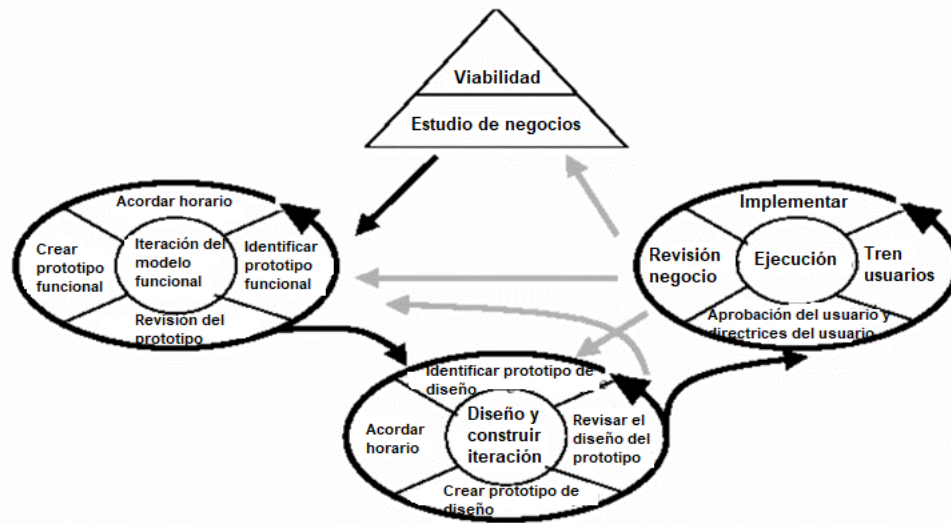 Viabilidad
Estudio de negocios
Acordar horario
Crear
prototipo
funcional
Iteración del
modelo
funcional
Identificar
prototipo
funcional
Revisión del
prototipo
Implementar
Revisión
negocio
Ejecución
Tren
usuarios
Aprobación del usuario y
directrices del usuario
Identificar prototipo de
diseño
Acordar
horario
Diseño y
construir
iteración
Revisar el
diseño del
prototipo
Crear prototipo de
diseño